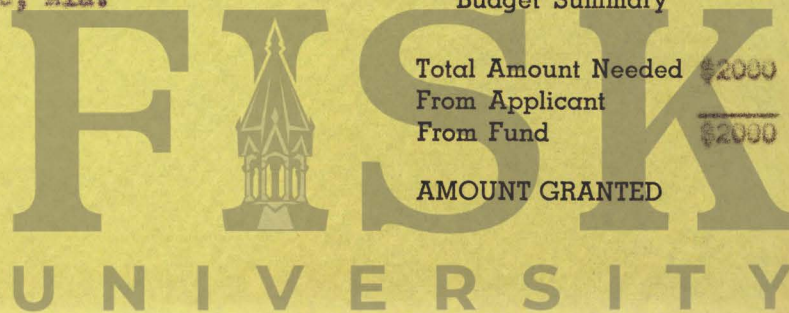 Budget Summary
Total Amount Needed $2000
From Applicant
From Fund $2000
AMOUNT GRANTED
FISK
UNIVERSITY